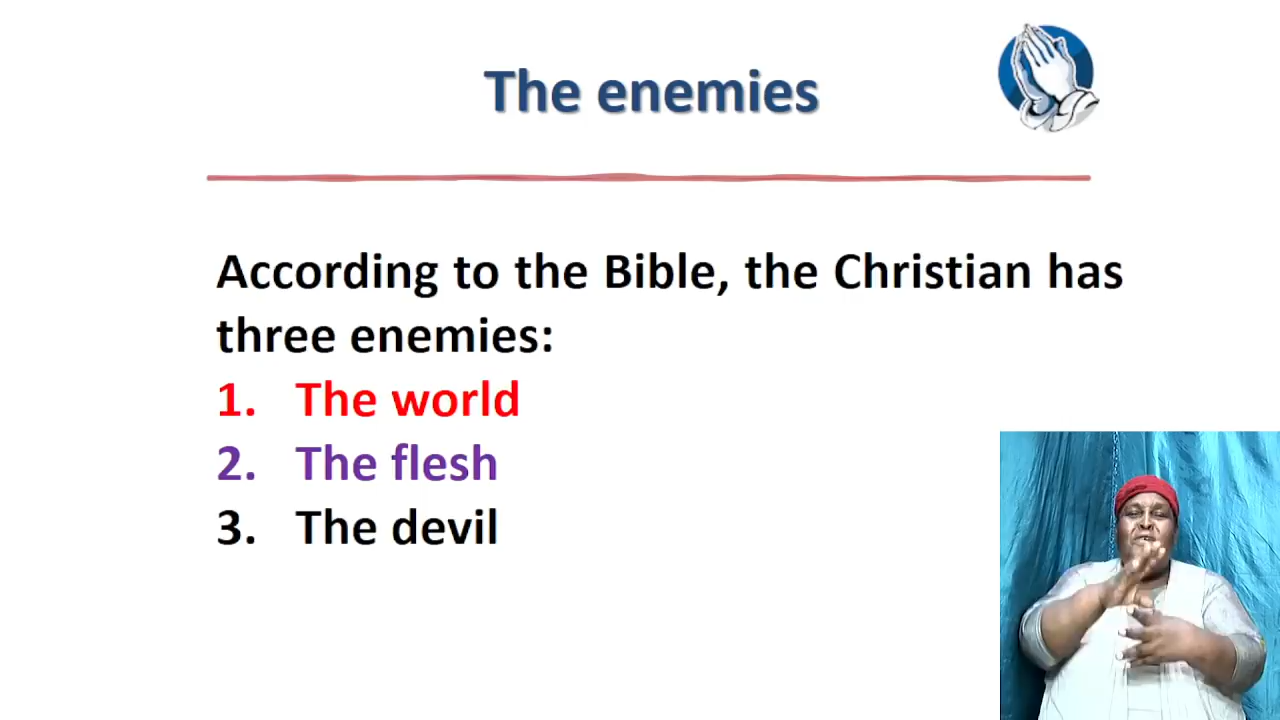 The enemies
According to the Bible, the Christian has
three enemies:
1. The world
2. The flesh
3. The devil